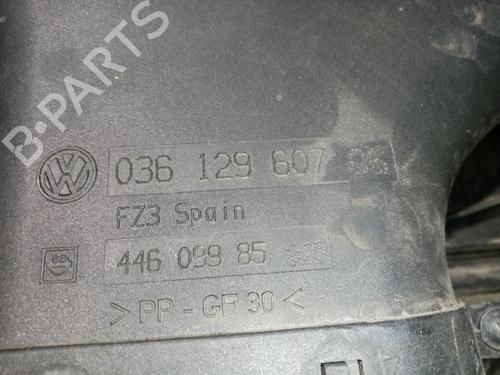 B-PARTS
036 129 607
FZ3 Spain
446 099 85
>PP-GF30<